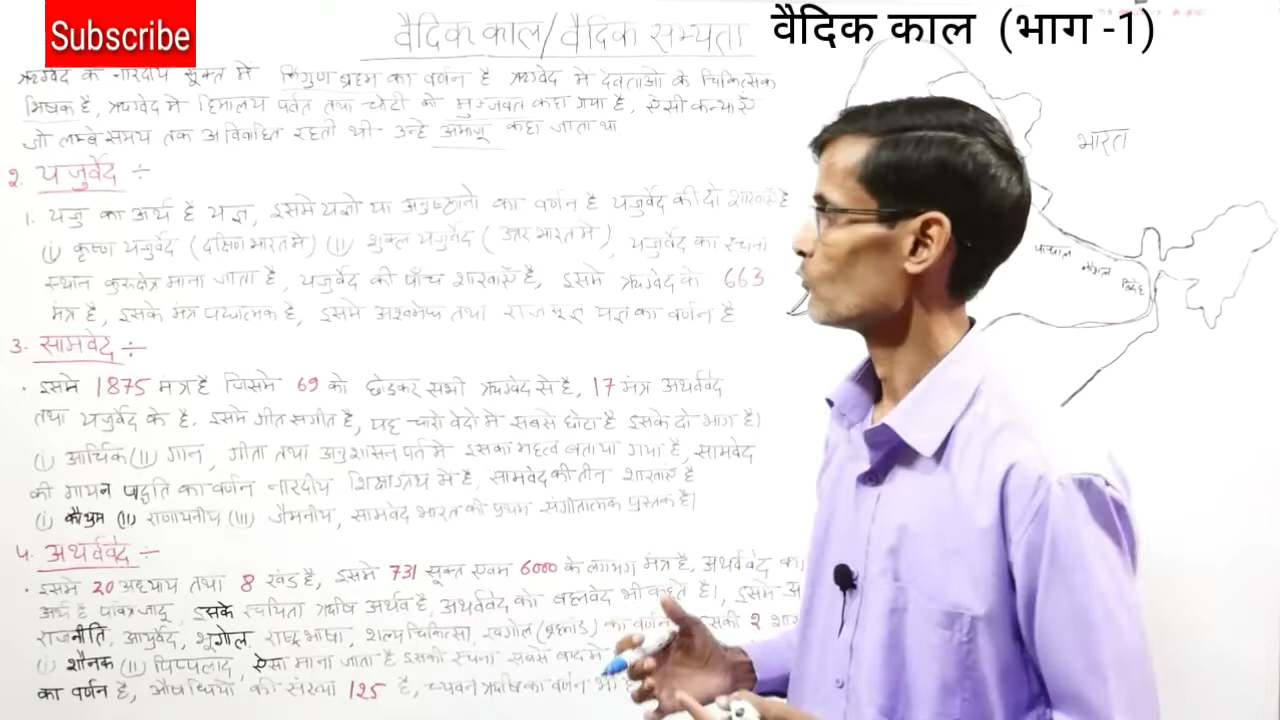 Subscribe
वैदिक काल/वैदिक सभ्यता
वैदिक काल (भाग -1)
ऋग्वेद के नारदीय सूक्त में निर्गुण ब्रह्म का वर्णन है ऋग्वेद में देवताओ के चिकित्सक
भिषक है, ऋग्वेद मे हिमालय पर्वत तथा चोटी को मुन्जवत कहा गया है, ऐसी कन्याऐं
जो लम्बे समय तक अविवाहित रहती थी- उन्हे अमाजू कहा जाता था
भारत
2. यजुर्वेद ÷
1. यजु का अर्थ है यज्ञ, इसमे यज्ञो या अनुष्ठानो का वर्णन है यजुर्वेद की दो शाखाऐं है
(i) कृष्ण यजुर्वेद (दक्षिण भारत मे) (ii) शुक्ल यजुर्वेद (उत्तर भारत मे), यजुर्वेद का रचना
स्थान कुरुक्षेत्र माना जाता है, यजुर्वेद की पाँच शाखाऐं है, इसमे ऋग्वेद के 663
मंत्र है, इसके मंत्र पद्यात्मक है, इसमे अश्वमेध तथा राजसूय यज्ञ का वर्णन है
पान्चाल
कौशल
विदेह
3. सामवेद ÷
· इसमे 1875 मंत्र है जिसमे 69 को छोडकर सभी ऋग्वेद से है, 17 मंत्र अथर्ववेद
तथा यजुर्वेद के है. इसमे गीत संगीत है, यह चारो वेदो मे सबसे छोटा है इसके दो भाग है।
(i) आर्चिक (ii) गान, गीता तथा अनुशासन पर्व मे इसका महत्व बताया गया है, सामवेद
की गायन पद्वति का वर्णन नारदीय शिक्षा ग्रंथ मे है, सामवेद की तीन शाखाऐं है
(i) कौथुम (ii) राणायनीय (iii) जैमनीय, सामवेद भारत की प्रथम संगीतात्मक पुस्तक है।
4. अथर्ववेद ÷
· इसमे 20 अध्याय तथा 8 खंड है, इसमे 731 सूक्त एवम 6000 के लगभग मंत्र है, अथर्ववेद का
अर्थ है पवित्र जादू, इसके रचयिता ऋषि अर्थव है, अथर्ववेद को ब्रह्मवेद भी कहते है।, इसमे
राजनीति, आयुर्वेद, भूगोल, राष्ट्र भाषा, शल्य चिकित्सा, खगोल (ब्रह्मांड) का वर्णन इसकी 2
(i) शौनक (ii) पिप्पलाद, ऐसा माना जाता है इसकी रचना सबसे बाद मे
का वर्णन है, औषधियो की संख्या 125 है, च्यवन ऋषि का वर्णन भी